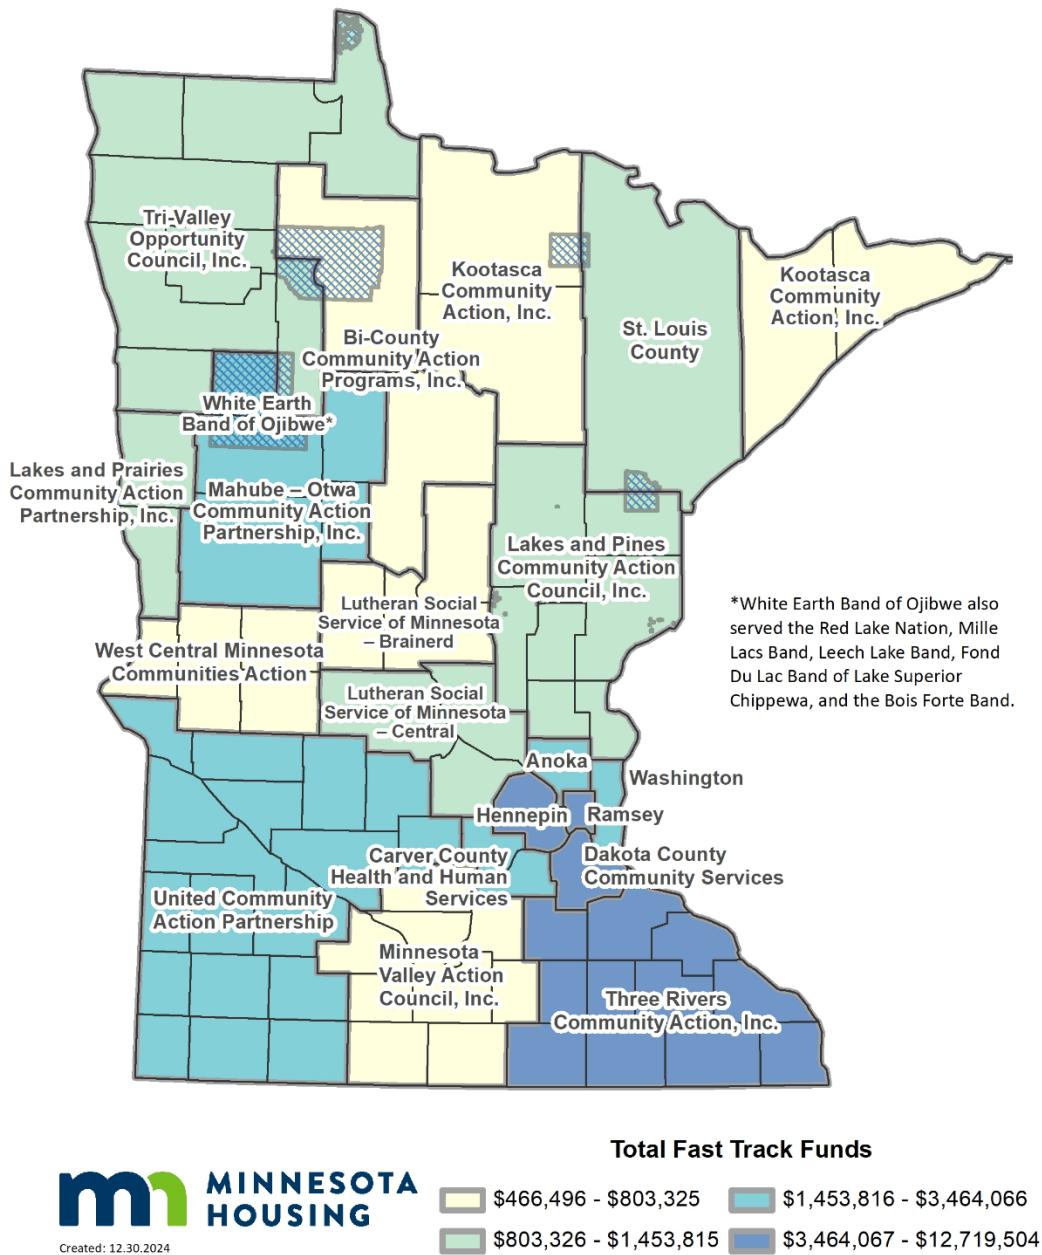 Tri-Valley
Opportunity
Council, Inc.
Kootasca
Community
Action, Inc.
Kootasca
Community
Action, Inc.
St. Louis
County
Bi-County
Community Action
Programs, Inc.
White Earth
Band of Ojibwe*
Lakes and Prairies
Community Action
Partnership, Inc.
Mahube – Otwa
Community Action
Partnership, Inc.
Lakes and Pines
Community Action
Council, Inc.
*White Earth Band of Ojibwe also
served the Red Lake Nation, Mille
Lacs Band, Leech Lake Band, Fond
Du Lac Band of Lake Superior
Chippewa, and the Bois Forte Band.
Lutheran Social
Service of Minnesota
– Brainerd
West Central Minnesota
Communities Action
Lutheran Social
Service of Minnesota
– Central
Anoka
Washington
Hennepin
Ramsey
Carver County
Health and Human
Services
Dakota County
Community Services
United Community
Action Partnership
Minnesota
Valley Action
Council, Inc.
Three Rivers
Community Action, Inc.
Total Fast Track Funds
$466,496 - $803,325
$1,453,816 - $3,464,066
$803,326 - $1,453,815
$3,464,067 - $12,719,504
MINNESOTA
HOUSING
Created: 12.30.2024